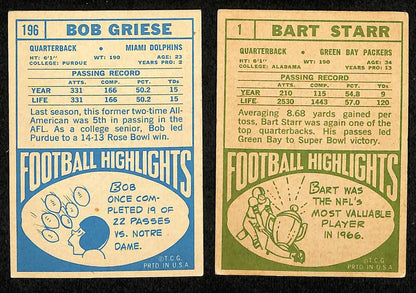 196 BOB GRIESE
QUARTERBACK • MIAMI DOLPHINS
HT: 6'1" WT: 190 AGE: 23
COLLEGE: PURDUE YEARS PRO: 2
PASSING RECORD
ATTS. COMP. PCT. TDs
YEAR 331 166 50.2 15
LIFE 331 166 50.2 15
Last season, this former two-time All-
American was 5th in passing in the
AFL. As a college senior, Bob led
Purdue to a 14-13 Rose Bowl win.
FOOTBALL HIGHLIGHTS
BOB
ONCE COM-
PLETED 19 OF
22 PASSES
VS. NOTRE
DAME.
© T.C.G.
PRTD IN U.S.A.
1 BART STARR
QUARTERBACK • GREEN BAY PACKERS
HT: 6'1" WT: 190 AGE: 34
COLLEGE: ALABAMA YEARS PRO: 13
PASSING RECORD
ATTS. COMP. PCT. TDs
YEAR 210 115 54.8 9
LIFE 2530 1443 57.0 120
Averaging 8.68 yards gained per
toss, Bart Starr was again one of the
top quarterbacks. His passes led
Green Bay to Super Bowl victory.
FOOTBALL HIGHLIGHTS
BART WAS
THE NFL'S
MOST VALUABLE
PLAYER
IN 1966.
© T.C.G.
PRTD IN U.S.A.